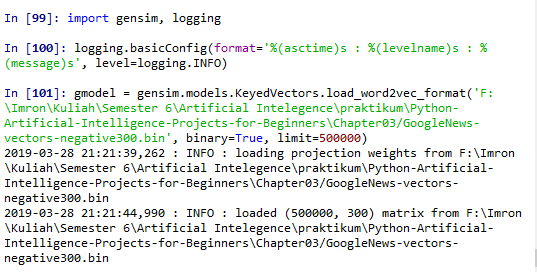 In [99]: import gensim, logging
In [100]: logging.basicConfig(format='%(asctime)s : %(levelname)s : %
(message)s', level=logging.INFO)
In [101]: gmodel = gensim.models.KeyedVectors.load_word2vec_format('F:
\Imron\Kuliah\Semester 6\Artificial Intelegence\praktikum\Python-
Artificial-Intelligence-Projects-for-Beginners\Chapter03/GoogleNews-
vectors-negative300.bin', binary=True, limit=500000)
2019-03-28 21:21:39,262 : INFO : loading projection weights from F:\Imron
\Kuliah\Semester 6\Artificial Intelegence\praktikum\Python-Artificial-
Intelligence-Projects-for-Beginners\Chapter03/GoogleNews-vectors-
negative300.bin
2019-03-28 21:21:44,990 : INFO : loaded (500000, 300) matrix from F:\Imron
\Kuliah\Semester 6\Artificial Intelegence\praktikum\Python-Artificial-
Intelligence-Projects-for-Beginners\Chapter03/GoogleNews-vectors-
negative300.bin